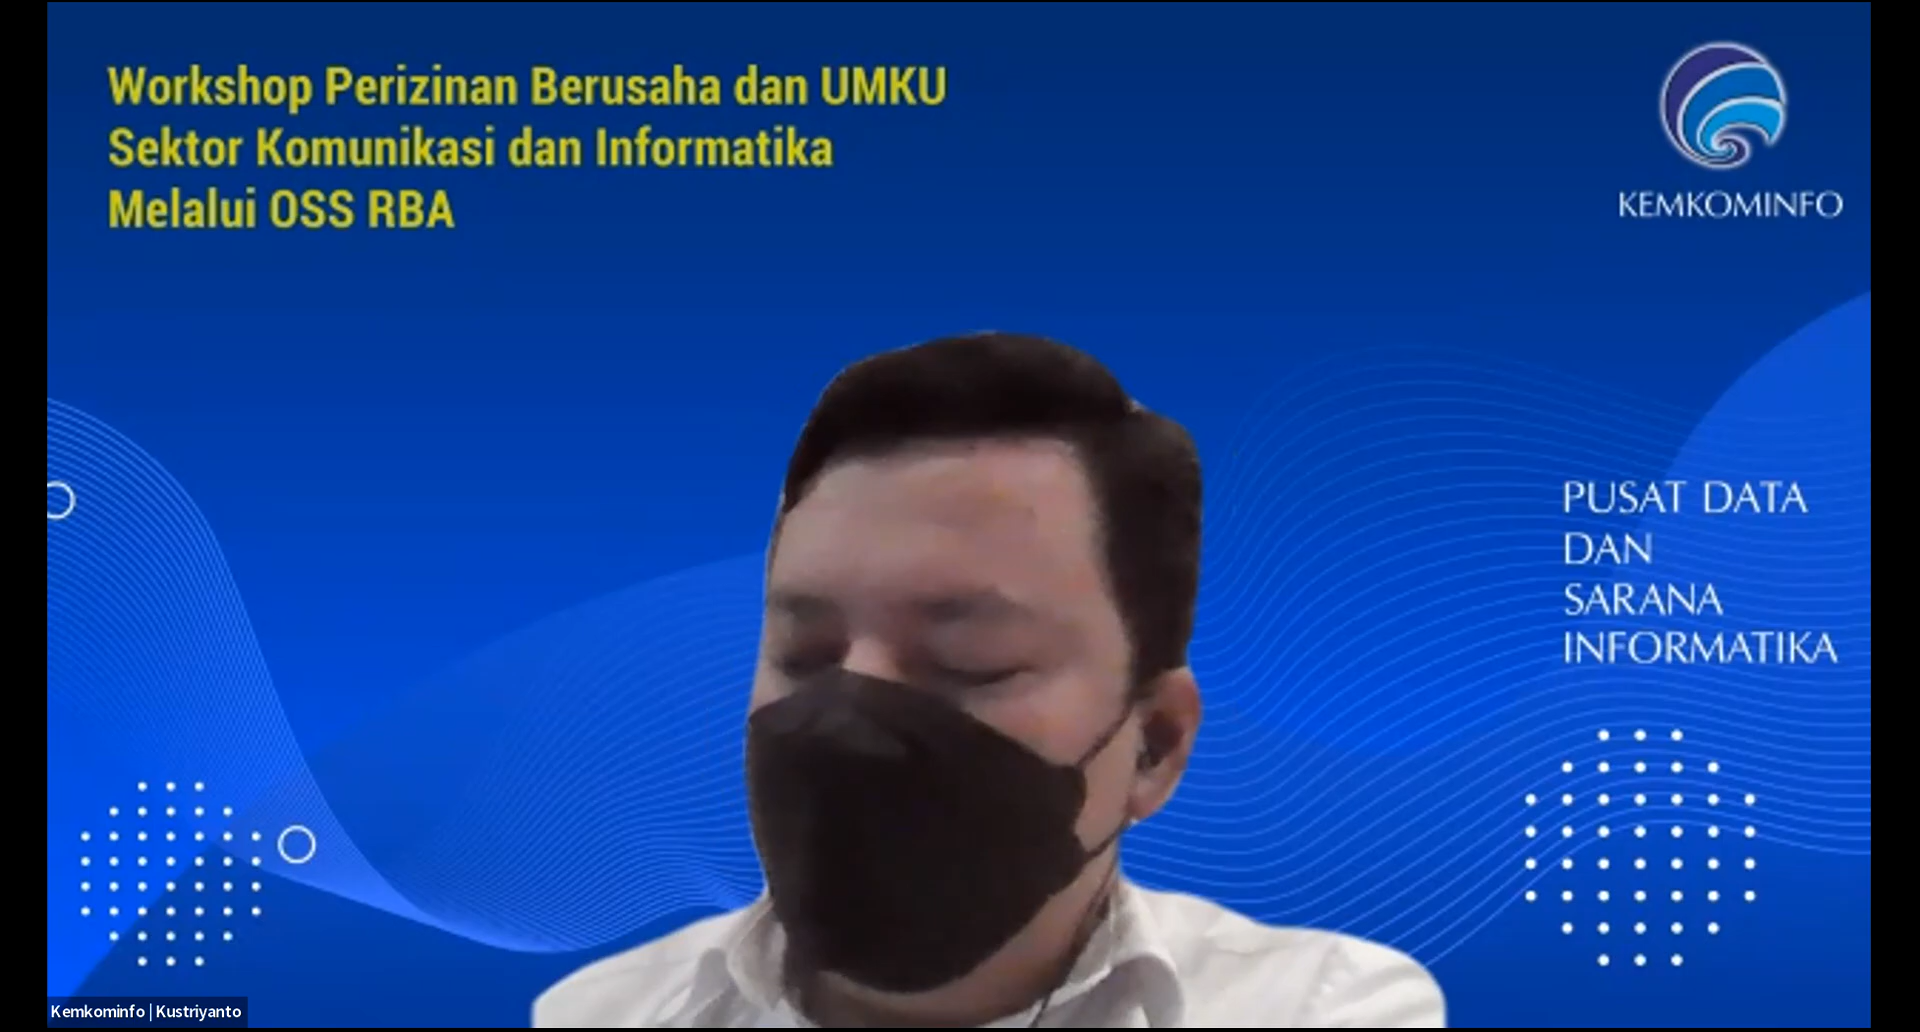 Workshop Perizinan Berusaha dan UMKU
Sektor Komunikasi dan Informatika
Melalui OSS RBA
KEMKOMINFO
PUSAT DATA
DAN
SARANA
INFORMATIKA
Kemkominfo | Kustriyanto